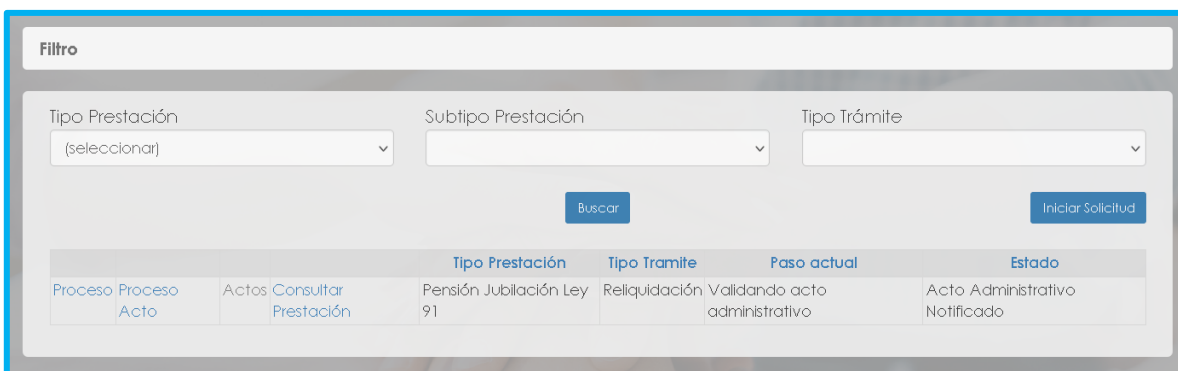 Filtro
Tipo Prestación Subtipo Prestación Tipo Trámite
(seleccionar)
Buscar Iniciar Solicitud
Tipo Prestación Tipo Tramite Paso actual Estado
Proceso Proceso Actos Consultar Pensión Jubilación Ley Reliquidación Validando acto Acto Administrativo
Acto Prestación 91 administrativo Notificado